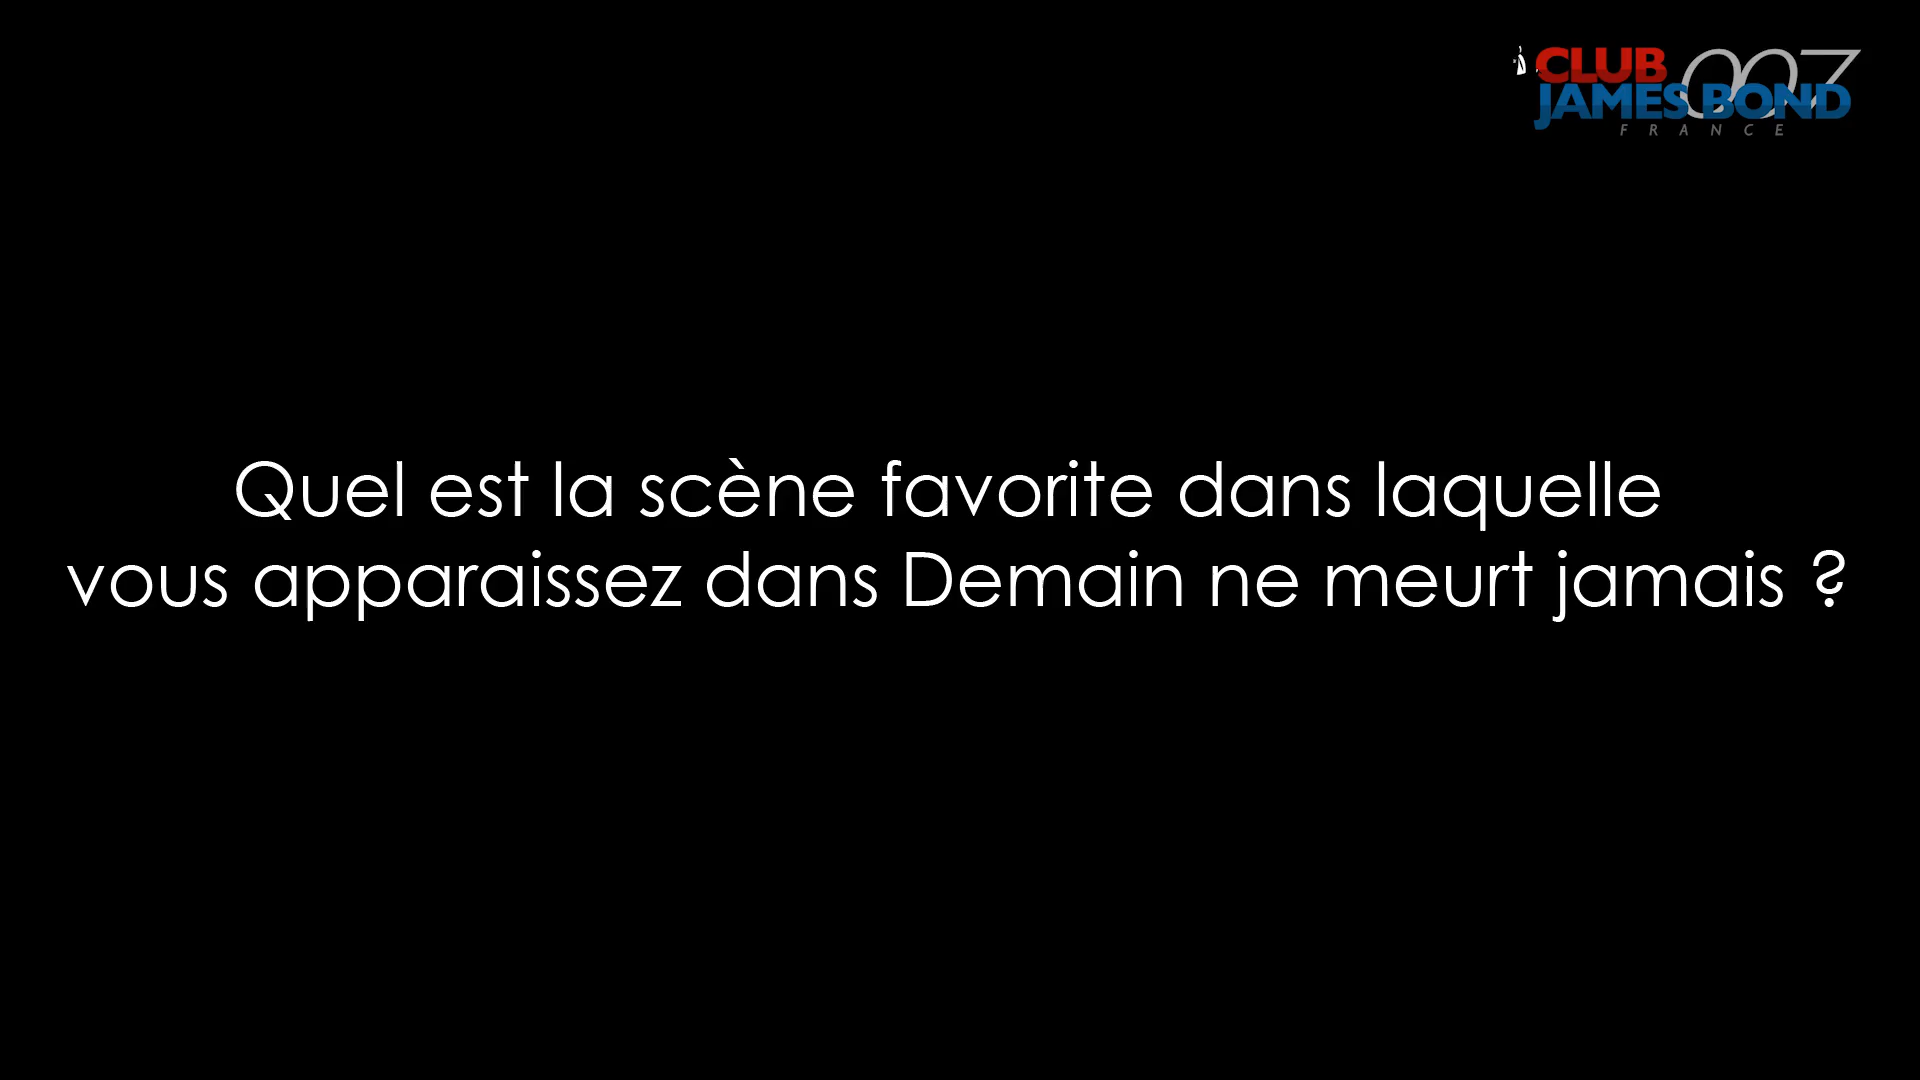 CLUB 007
JAMES BOND
FRANCE
Quel est la scène favorite dans laquelle
vous apparaissez dans Demain ne meurt jamais ?